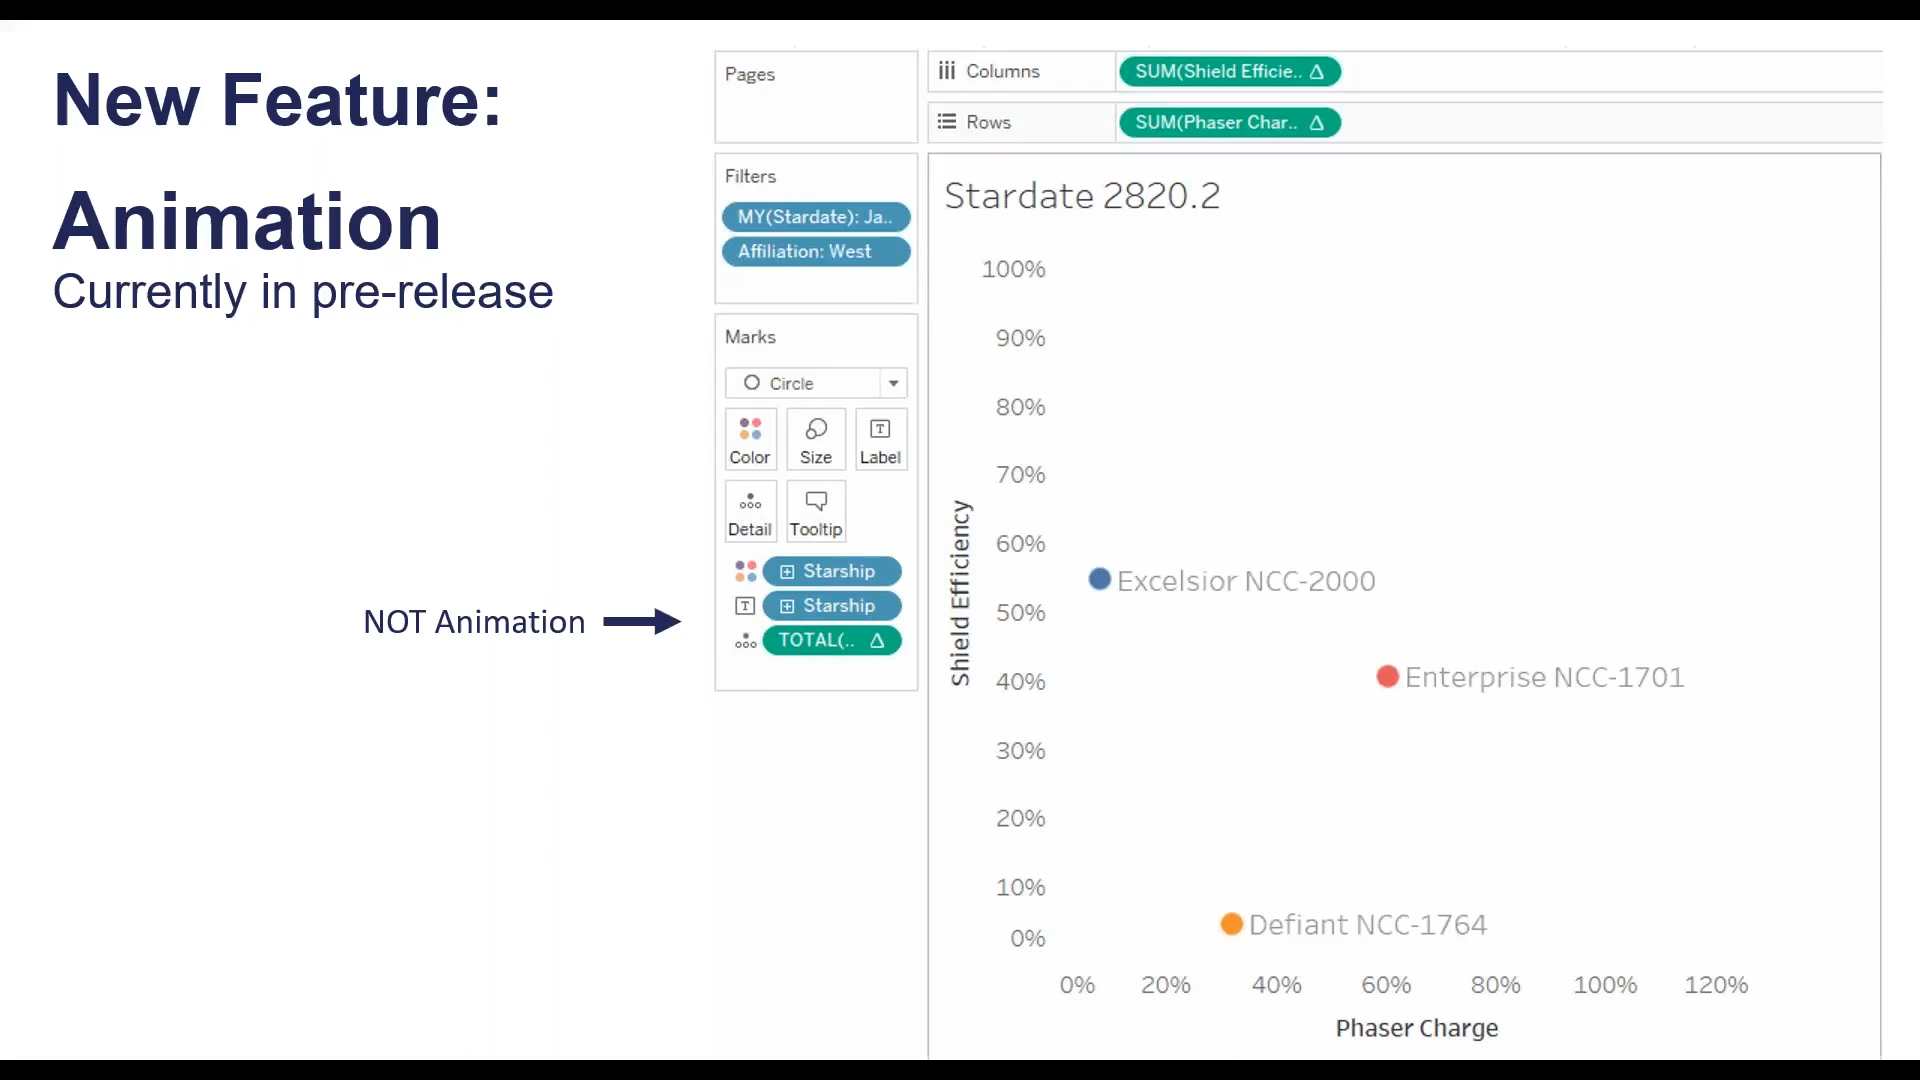 New Feature:
Animation
Currently in pre-release
NOT Animation
Pages
Filters
MY(Stardate): Ja..
Affiliation: West
Marks
Circle
Color
Size
Label
Detail
Tooltip
Starship
Starship
TOTAL(..
Columns
SUM(Shield Efficie..
Rows
SUM(Phaser Char..
Stardate 2820.2
Shield Efficiency
100%
90%
80%
70%
60%
50%
40%
30%
20%
10%
0%
Excelsior NCC-2000
Enterprise NCC-1701
Defiant NCC-1764
0% 20% 40% 60% 80% 100% 120%
Phaser Charge